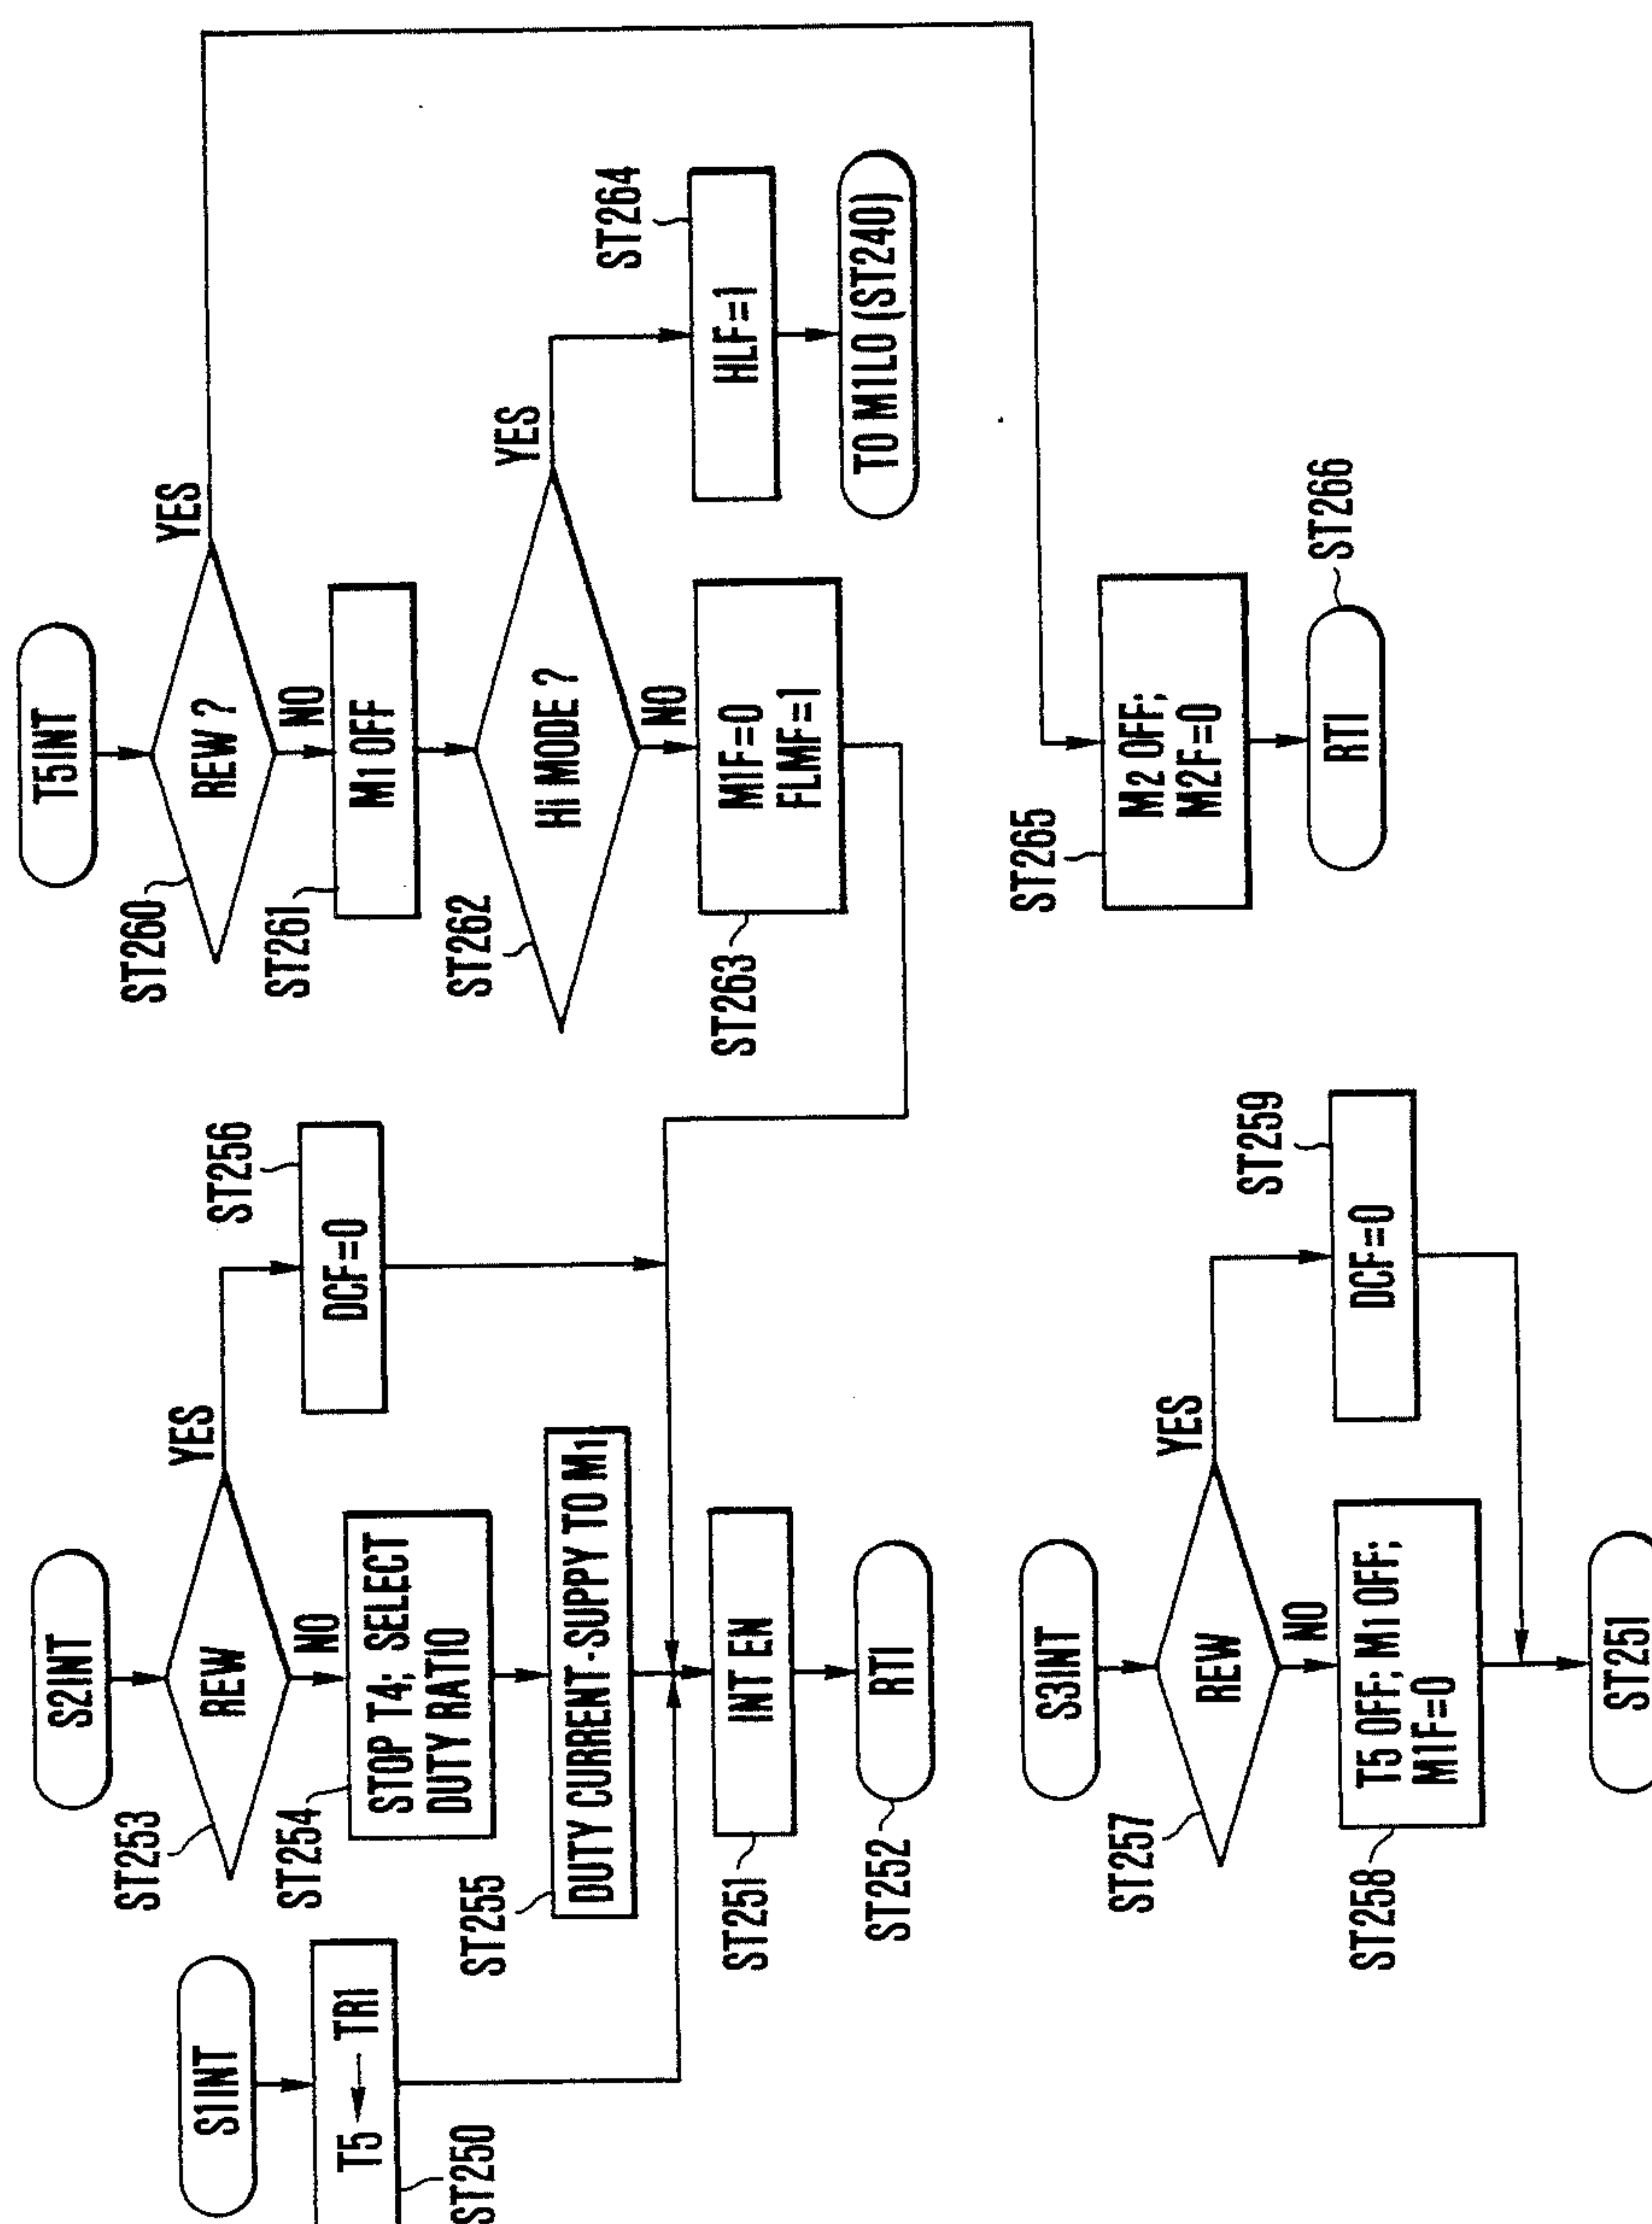 S1INT
T5 ← TR1
ST250
S2INT
ST253
REW
YES
NO
ST256
DCF=0
ST254
STOP T4; SELECT
DUTY RATIO
ST255
DUTY CURRENT-SUPPY TO M1
ST251
INT EN
ST252
RTI
S3INT
ST257
REW
YES
NO
ST259
DCF=0
ST258
T5 OFF; M1 OFF;
M1F=0
ST251
T5INT
ST260
REW ?
YES
NO
ST261
M1 OFF
ST262
Hi MODE ?
YES
NO
ST264
HLF=1
TO M1LO (ST240)
ST263
M1F=0
FLMF=1
ST265
M2 OFF;
M2F=0
ST266
RTI